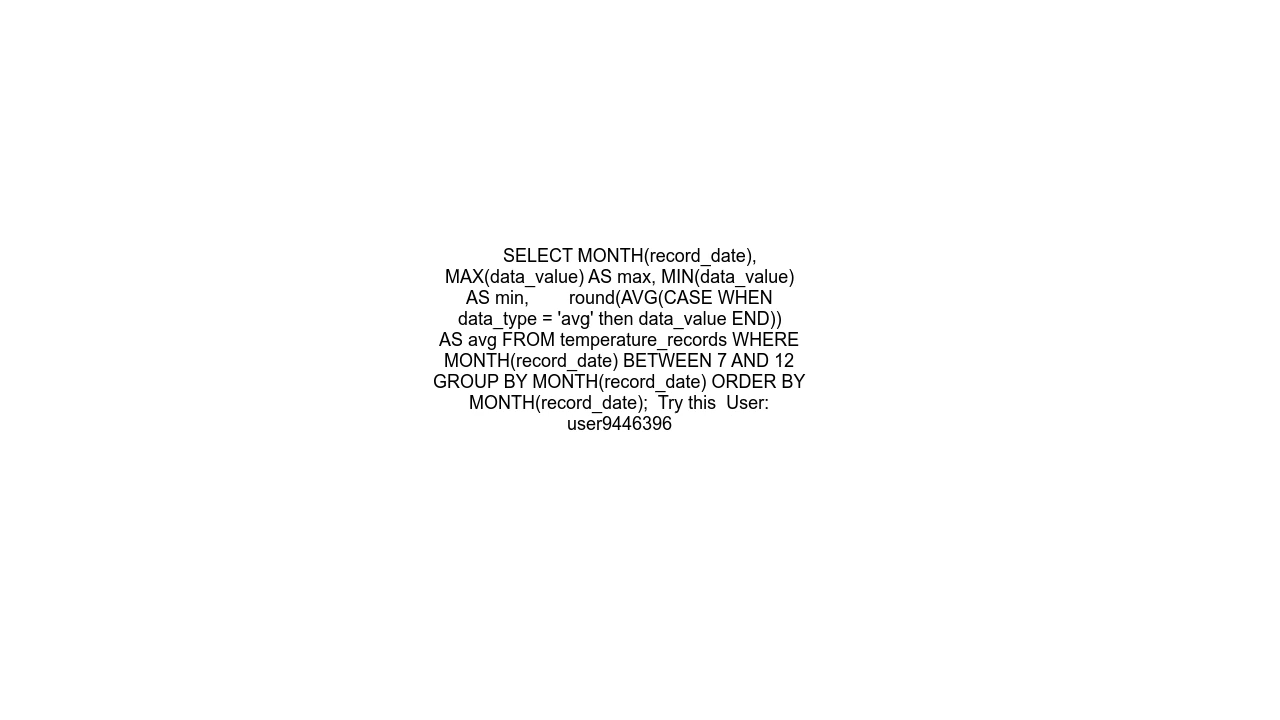 SELECT MONTH(record_date),
MAX(data_value) AS max, MIN(data_value)
AS min,        round(AVG(CASE WHEN
data_type = 'avg' then data_value END))
AS avg FROM temperature_records WHERE
MONTH(record_date) BETWEEN 7 AND 12
GROUP BY MONTH(record_date) ORDER BY
MONTH(record_date);  Try this  User:
user9446396